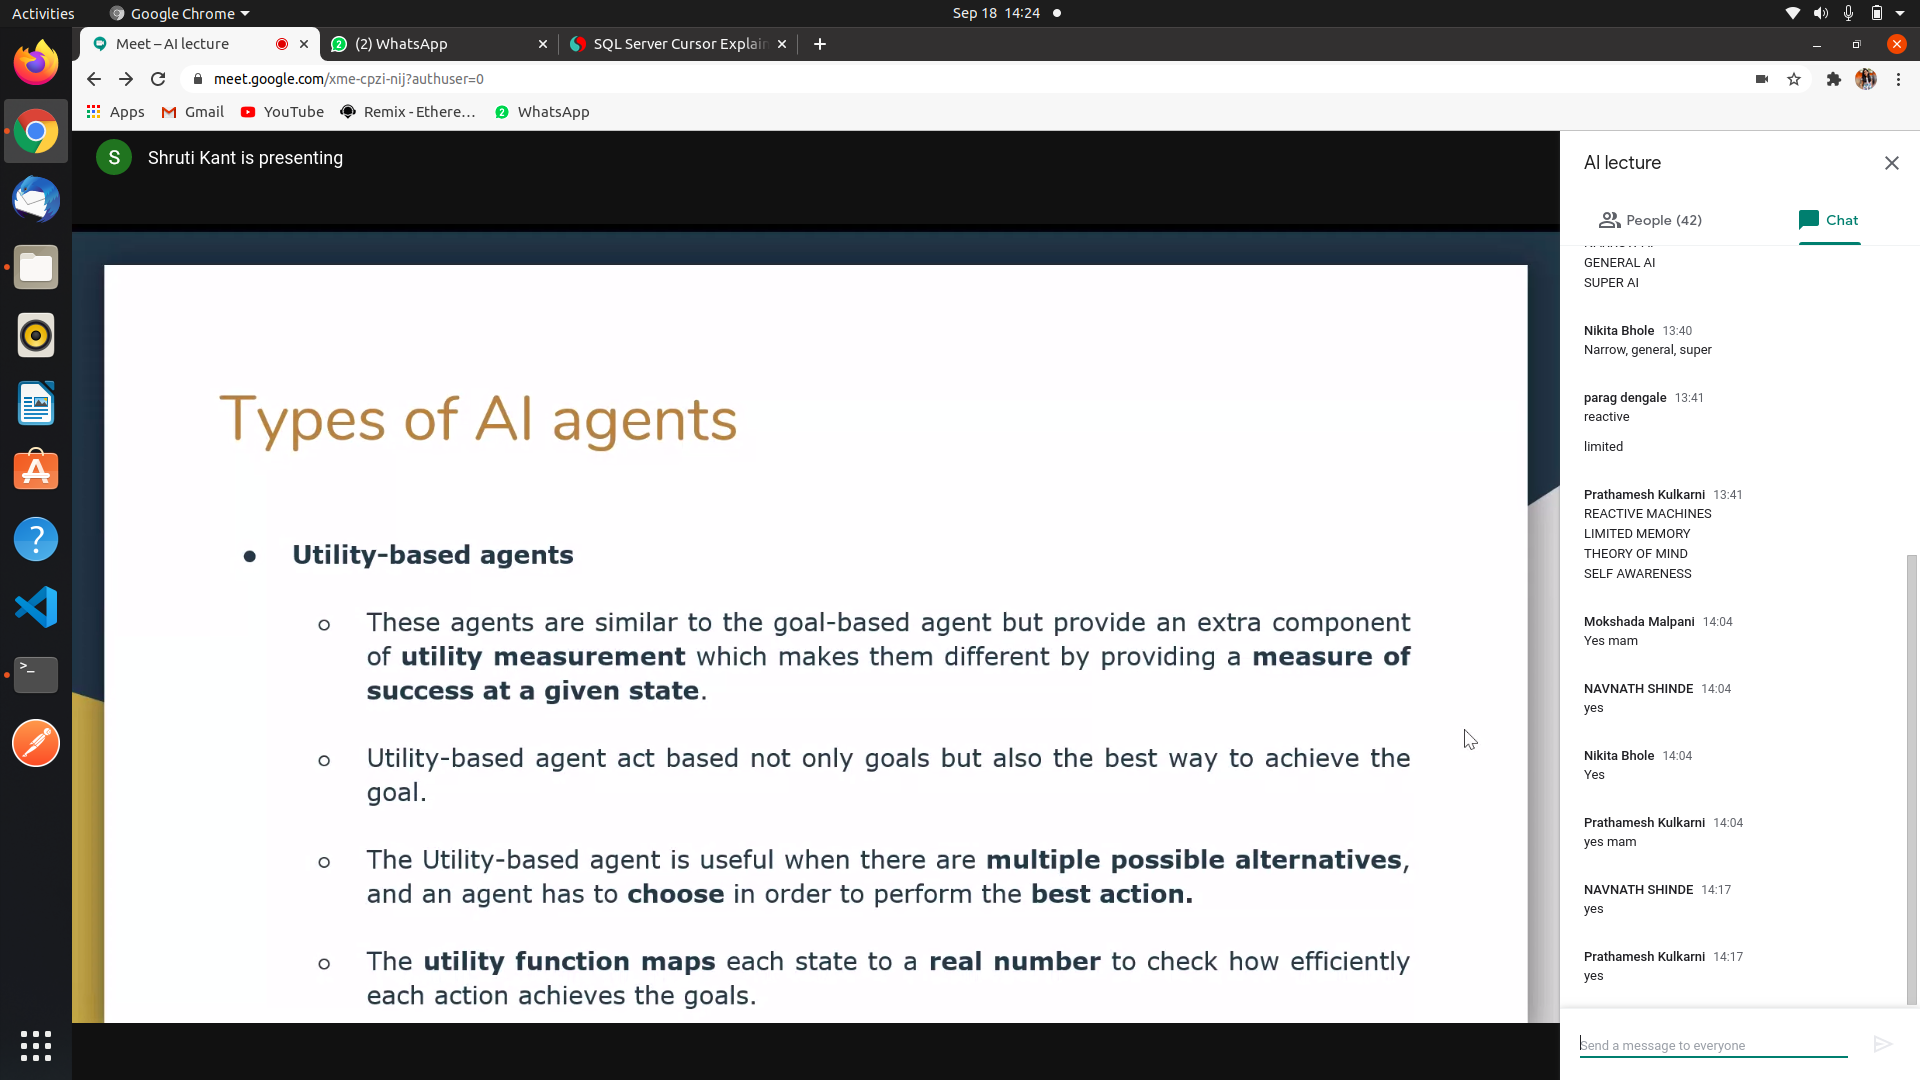 Activities
Google Chrome
Sep 18 14:24
Meet – AI lecture
(2) WhatsApp
SQL Server Cursor Explain
meet.google.com/xme-cpzi-nij?authuser=0
Apps
Gmail
YouTube
Remix - Ethere...
2
WhatsApp
S
Shruti Kant is presenting
Types of AI agents
Utility-based agents
These agents are similar to the goal-based agent but provide an extra component
of utility measurement which makes them different by providing a measure of
success at a given state.
Utility-based agent act based not only goals but also the best way to achieve the
goal.
The Utility-based agent is useful when there are multiple possible alternatives,
and an agent has to choose in order to perform the best action.
The utility function maps each state to a real number to check how efficiently
each action achieves the goals.
AI lecture
People (42)
Chat
GENERAL AI
SUPER AI
Nikita Bhole 13:40
Narrow, general, super
parag dengale 13:41
reactive
limited
Prathamesh Kulkarni 13:41
REACTIVE MACHINES
LIMITED MEMORY
THEORY OF MIND
SELF AWARENESS
Mokshada Malpani 14:04
Yes mam
NAVNATH SHINDE 14:04
yes
Nikita Bhole 14:04
Yes
Prathamesh Kulkarni 14:04
yes mam
NAVNATH SHINDE 14:17
yes
Prathamesh Kulkarni 14:17
yes
Send a message to everyone